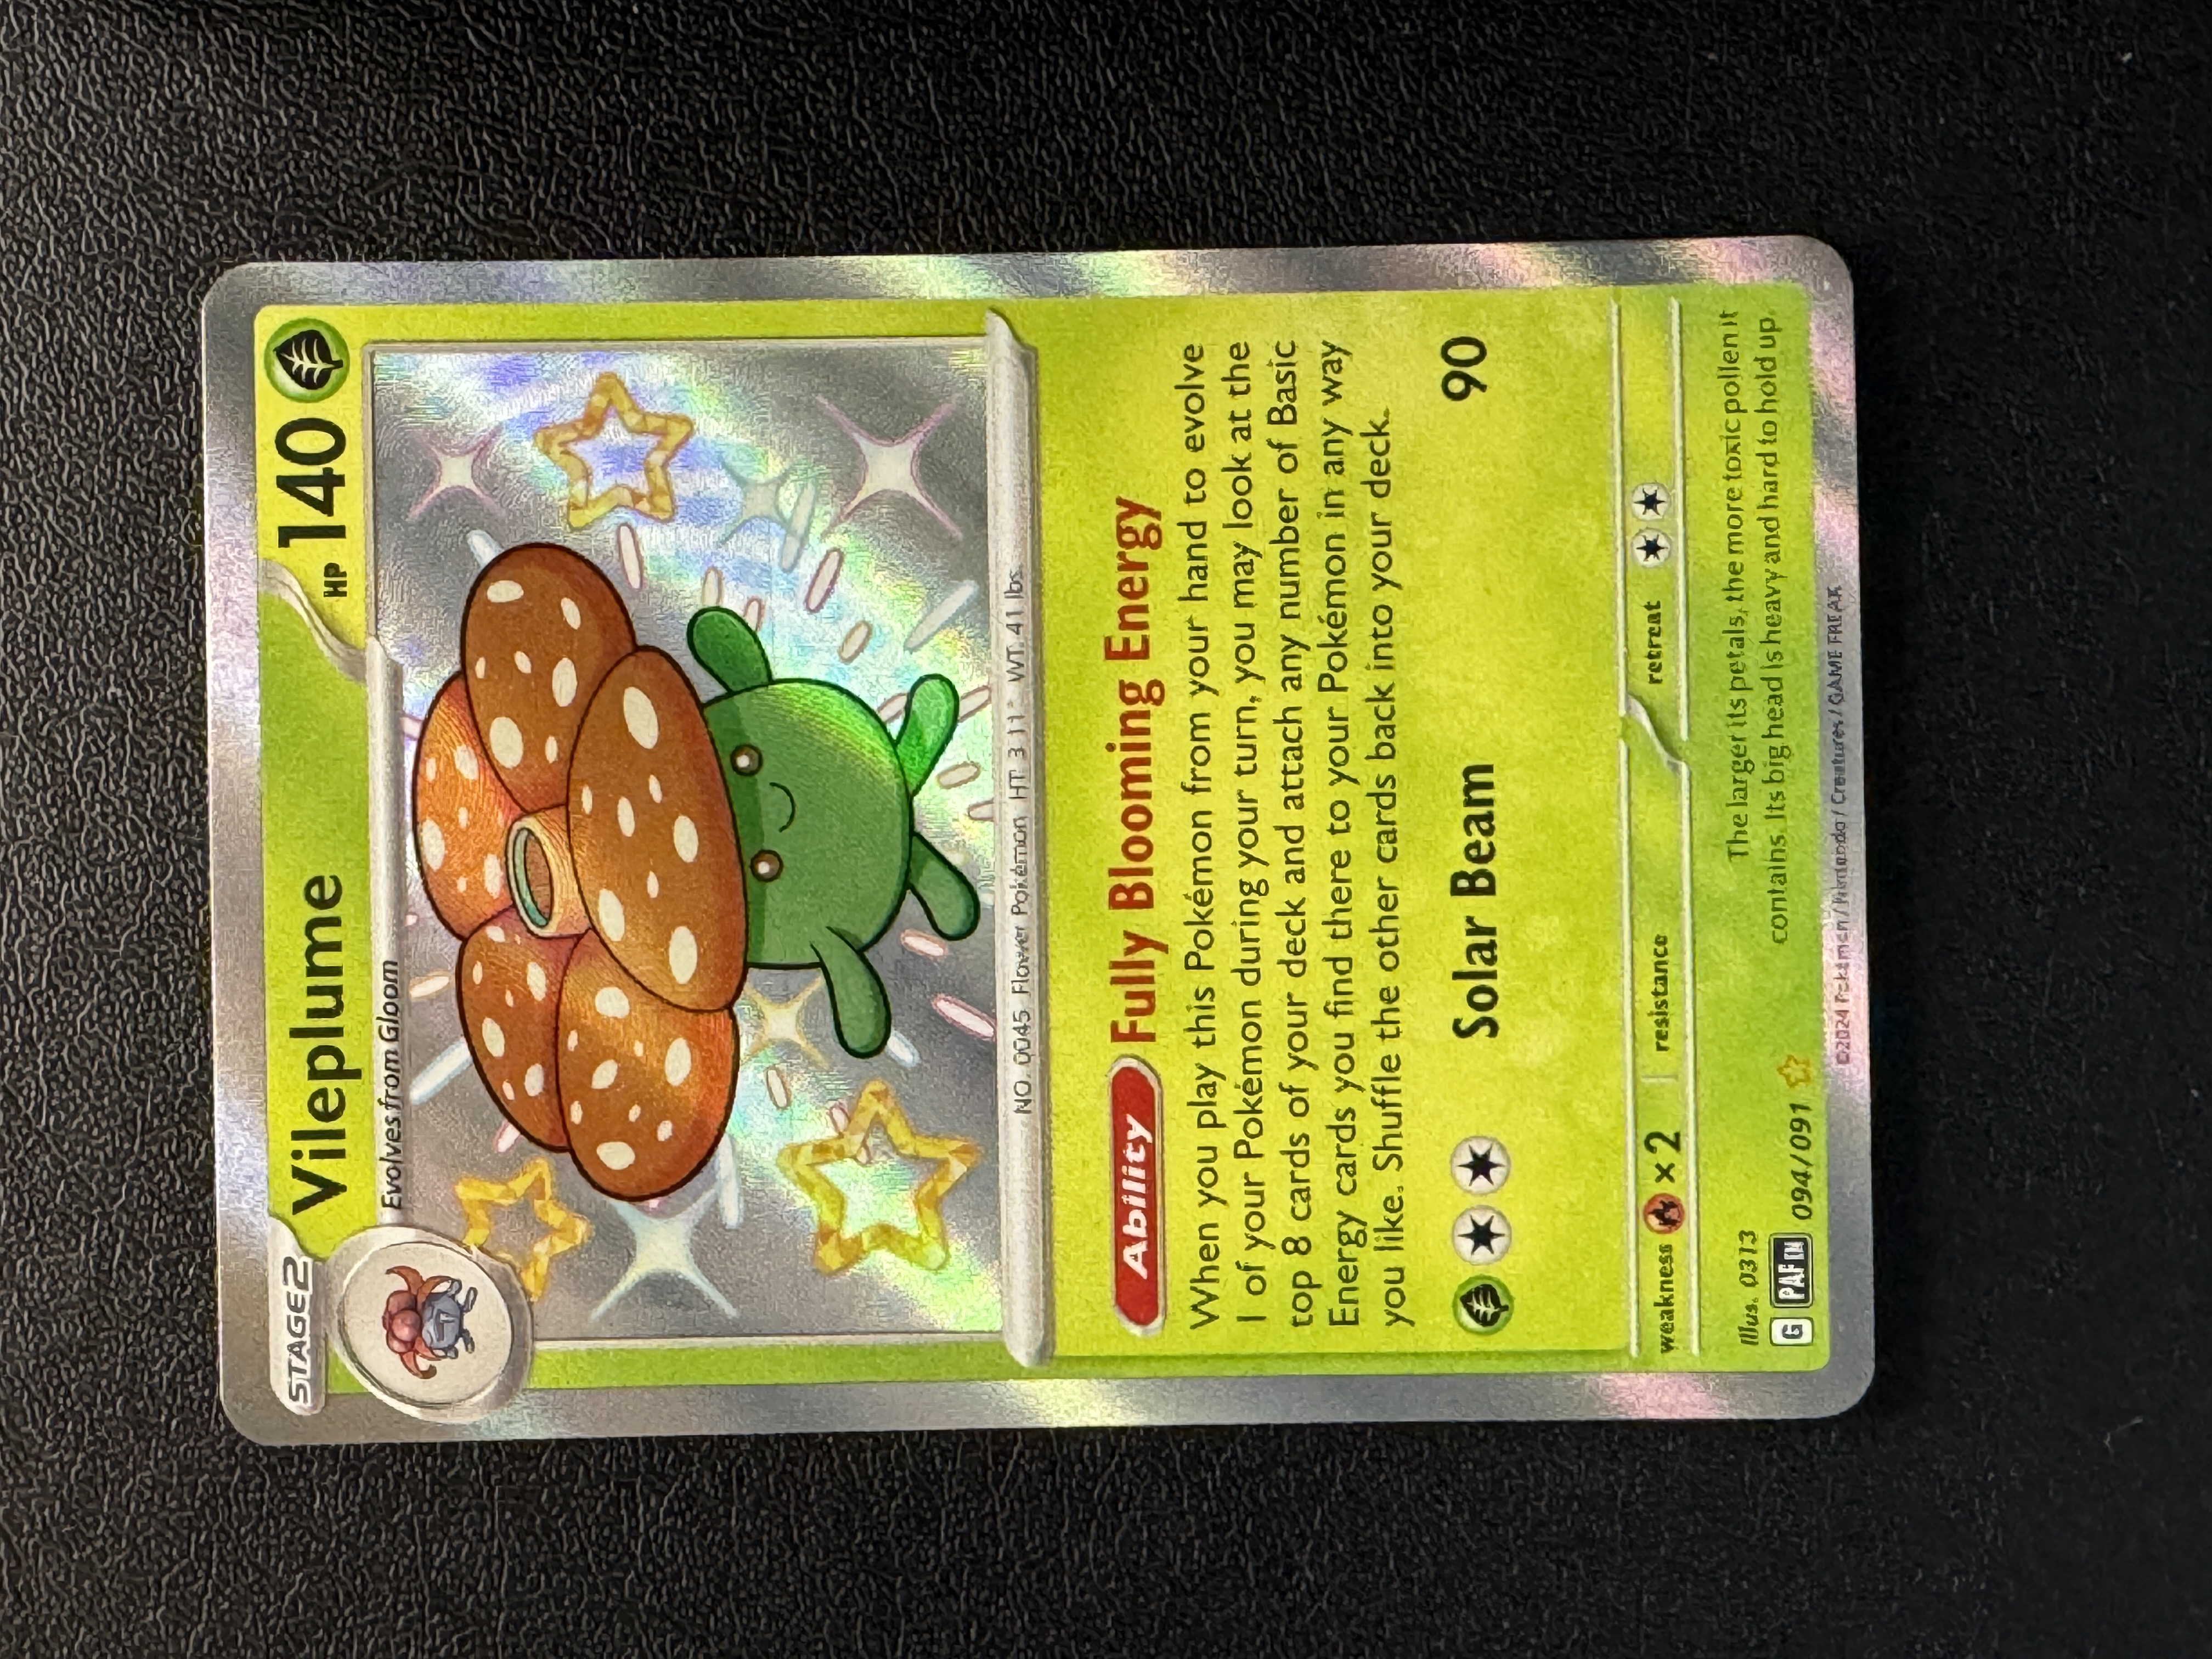 STAGE2
Vileplume
HP 140
Evolves from Gloom
NO. 0045 Flower Pokémon HT 3'11" WT. 41 lbs.
Ability Fully Blooming Energy
When you play this Pokémon from your hand to evolve
1 of your Pokémon during your turn, you may look at the
top 8 cards of your deck and attach any number of Basic
Energy cards you find there to your Pokémon in any way
you like. Shuffle the other cards back into your deck.
Solar Beam 90
weakness ×2 resistance retreat
Illus. 0313
G PAF EN 094/091
The larger its petals, the more toxic pollen it
contains. Its big head is heavy and hard to hold up.
©2024 Pokémon / Nintendo / Creatures / GAME FREAK